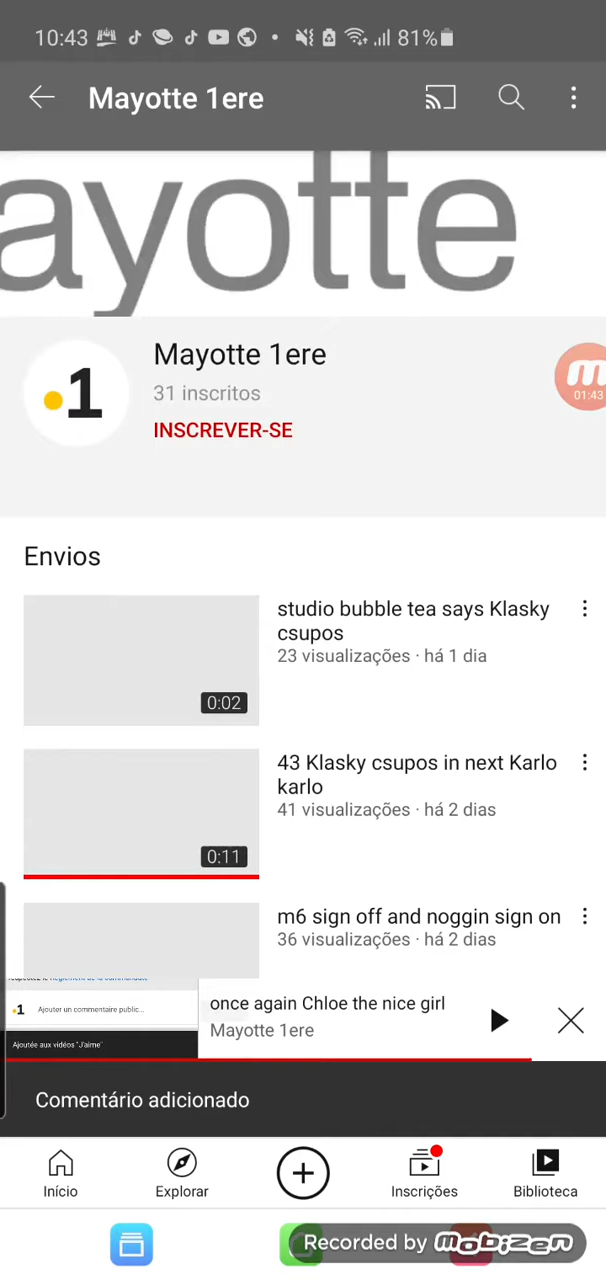 10:43
81%
Mayotte 1ere
ayotte
1
Mayotte 1ere
31 inscritos
INSCREVER-SE
01:43
Envios
studio bubble tea says Klasky
csupos
23 visualizações · há 1 dia
0:02
43 Klasky csupos in next Karlo
karlo
41 visualizações · há 2 dias
0:11
m6 sign off and noggin sign on
36 visualizações · há 2 dias
1 Ajouter un commentaire public...
Ajoutée aux vidéos "J'aime"
once again Chloe the nice girl
Mayotte 1ere
Comentário adicionado
Início
Explorar
Inscrições
Biblioteca
Recorded by mobizen